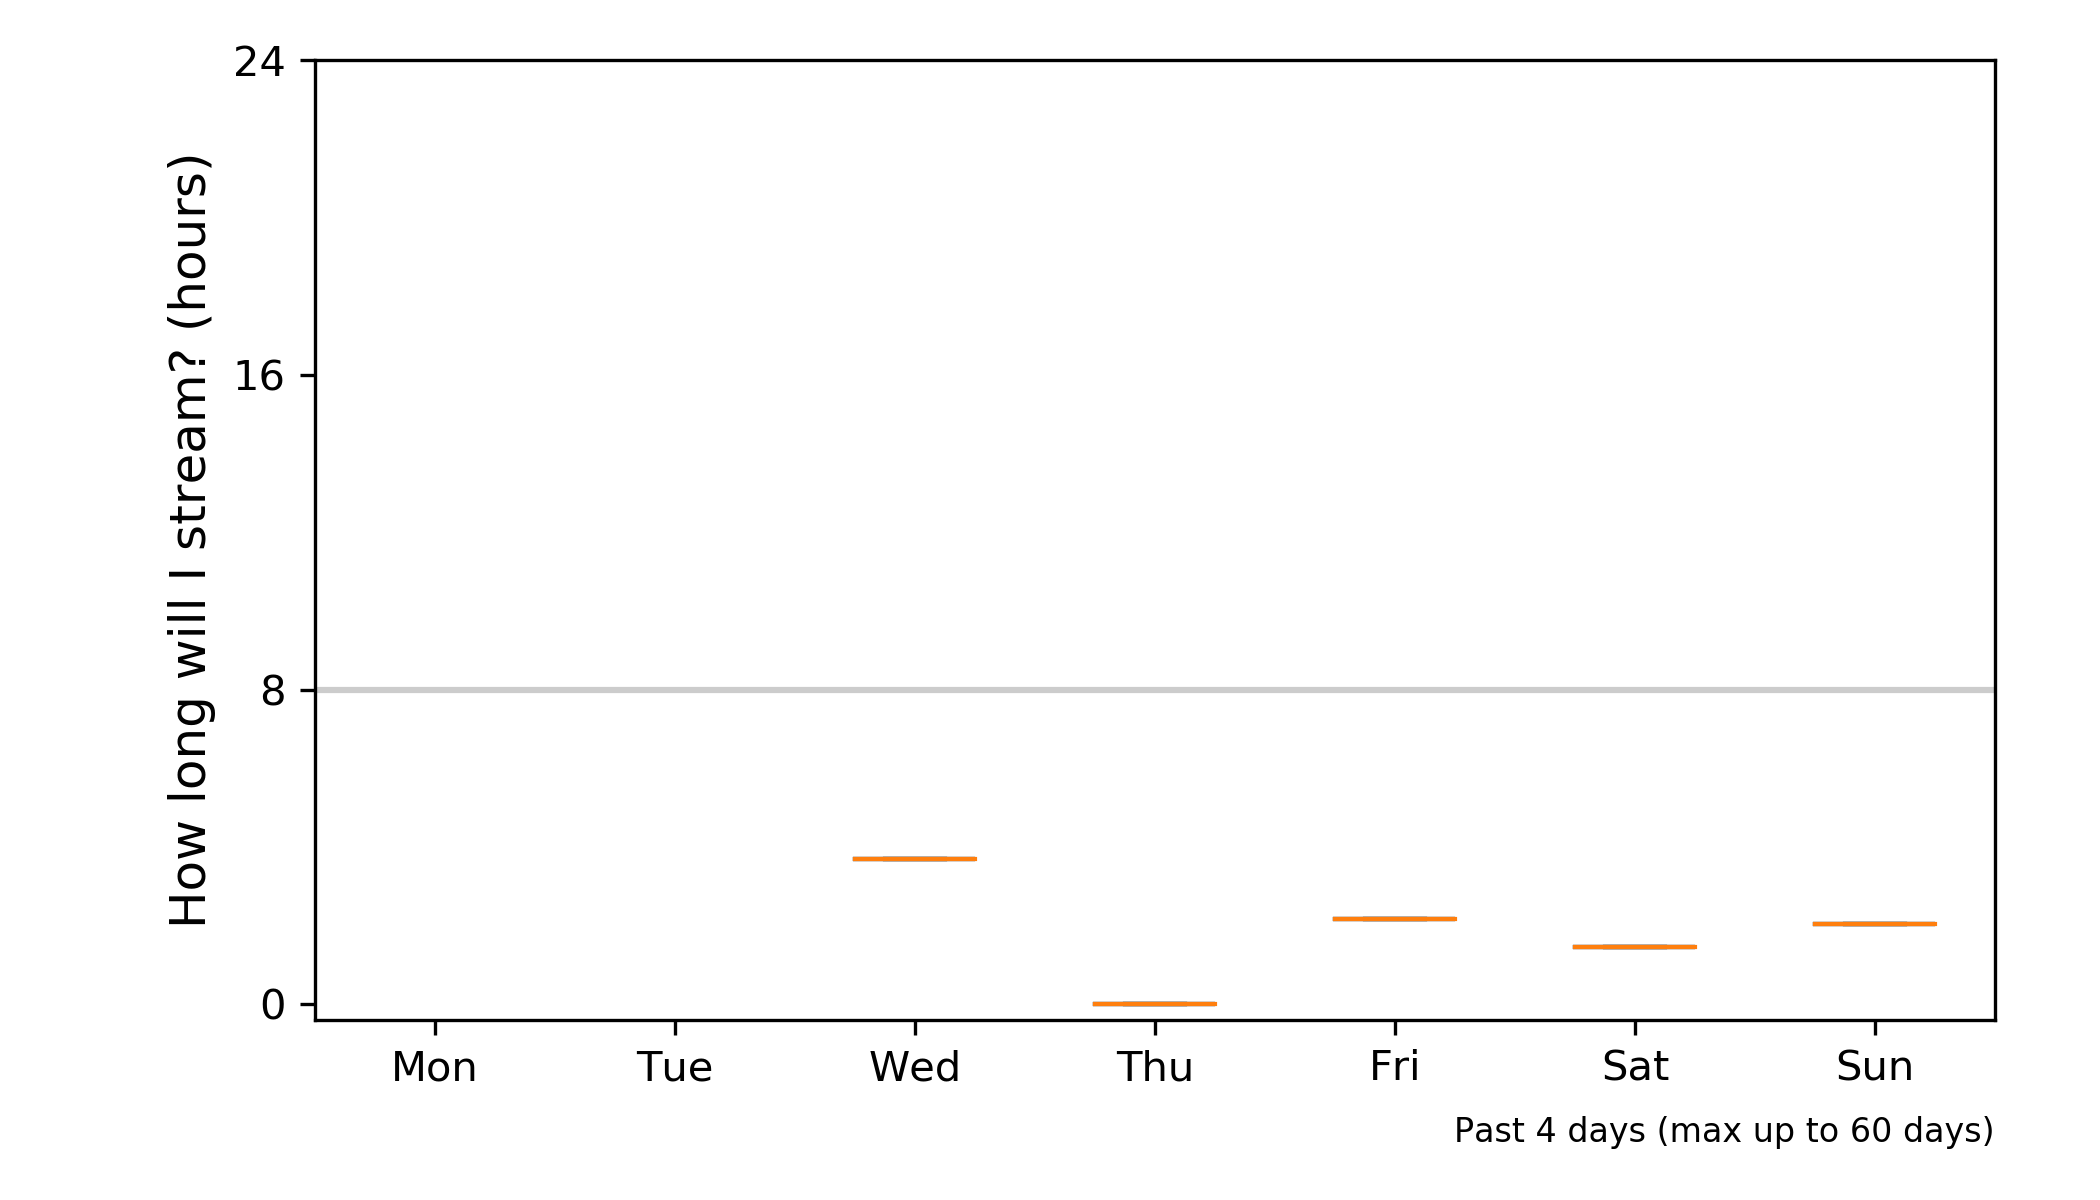 How long will I stream? (hours)
24
16
8
0
Mon Tue Wed Thu Fri Sat Sun
Past 4 days (max up to 60 days)